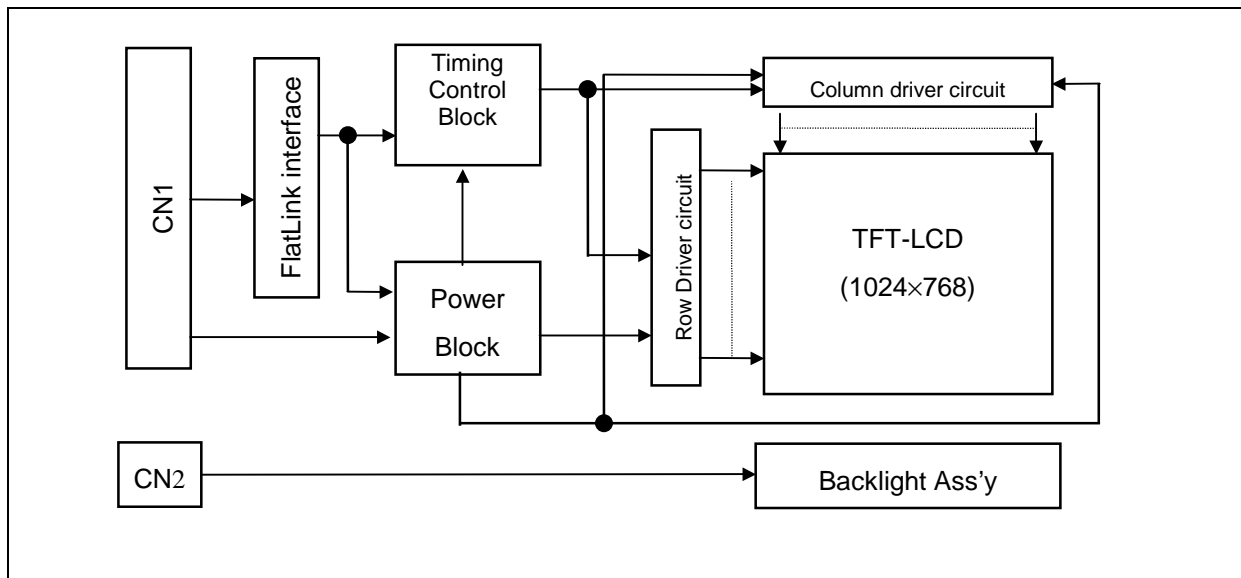 CN1
FlatLink interface
Timing
Control
Block
Power
Block
Row Driver circuit
Column driver circuit
TFT-LCD
(1024×768)
CN2
Backlight Ass’y